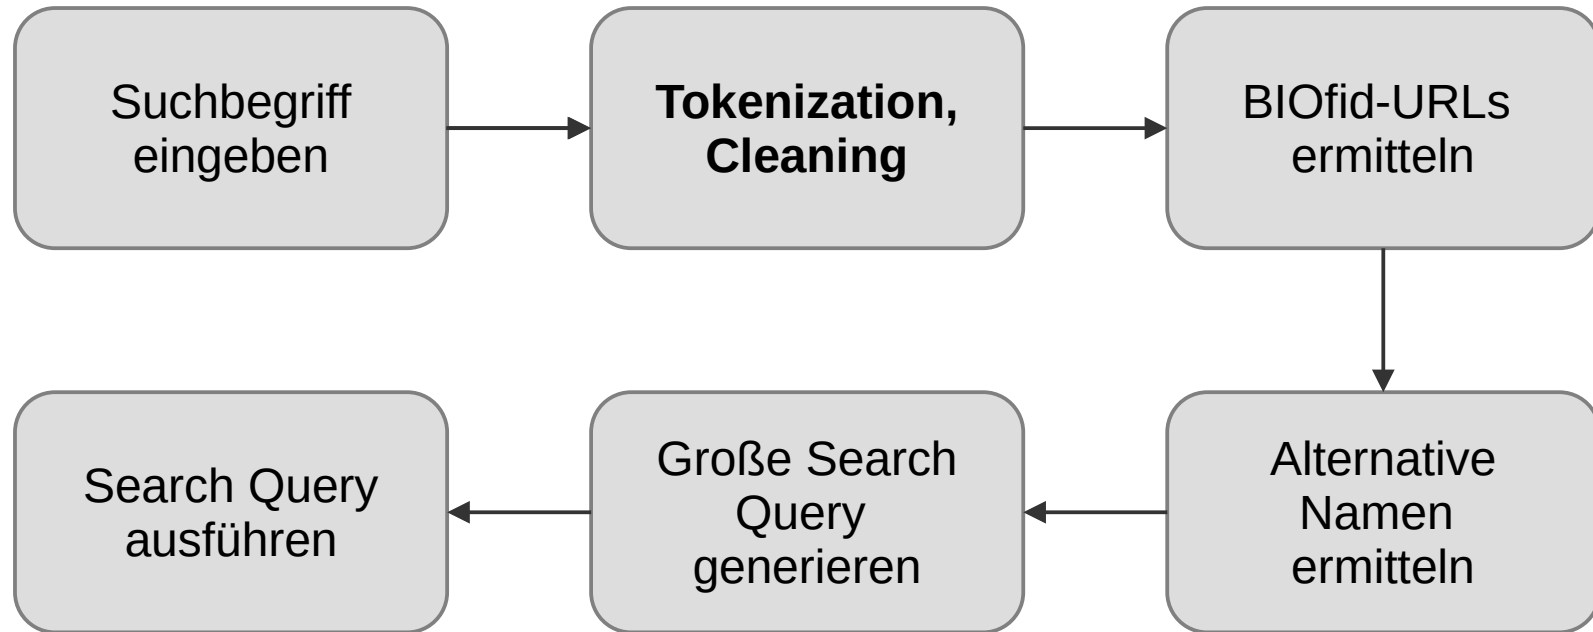 Suchbegriff
eingeben
Tokenization,
Cleaning
BIOfid-URLs
ermitteln
Alternative
Namen
ermitteln
Große Search
Query
generieren
Search Query
ausführen